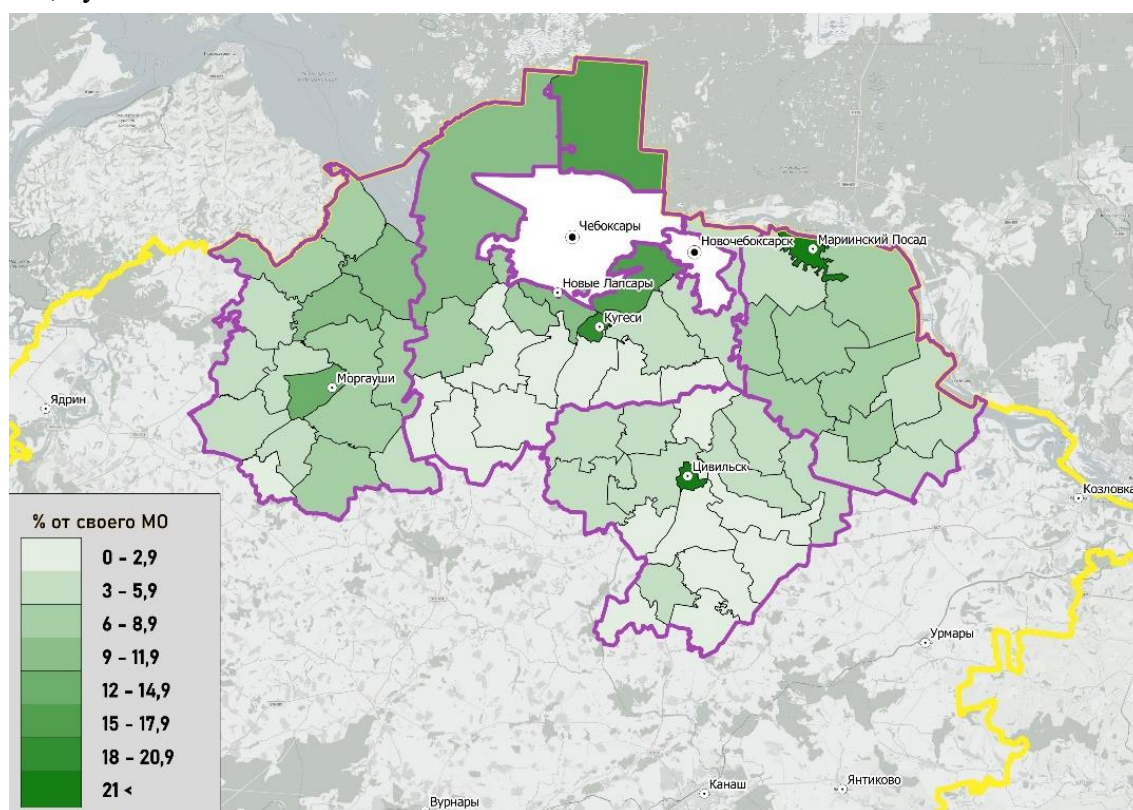 Чебоксары
Новочебоксарск
Мариинский Посад
Новые Лапсары
Кугеси
Моргауши
Ядрин
Цивильск
Козловка
% от своего МО
0 – 2,9
3 – 5,9
6 – 8,9
9 – 11,9
12 – 14,9
15 – 17,9
18 – 20,9
21 <
Урмары
Канаш
Янтиково
Вурнары